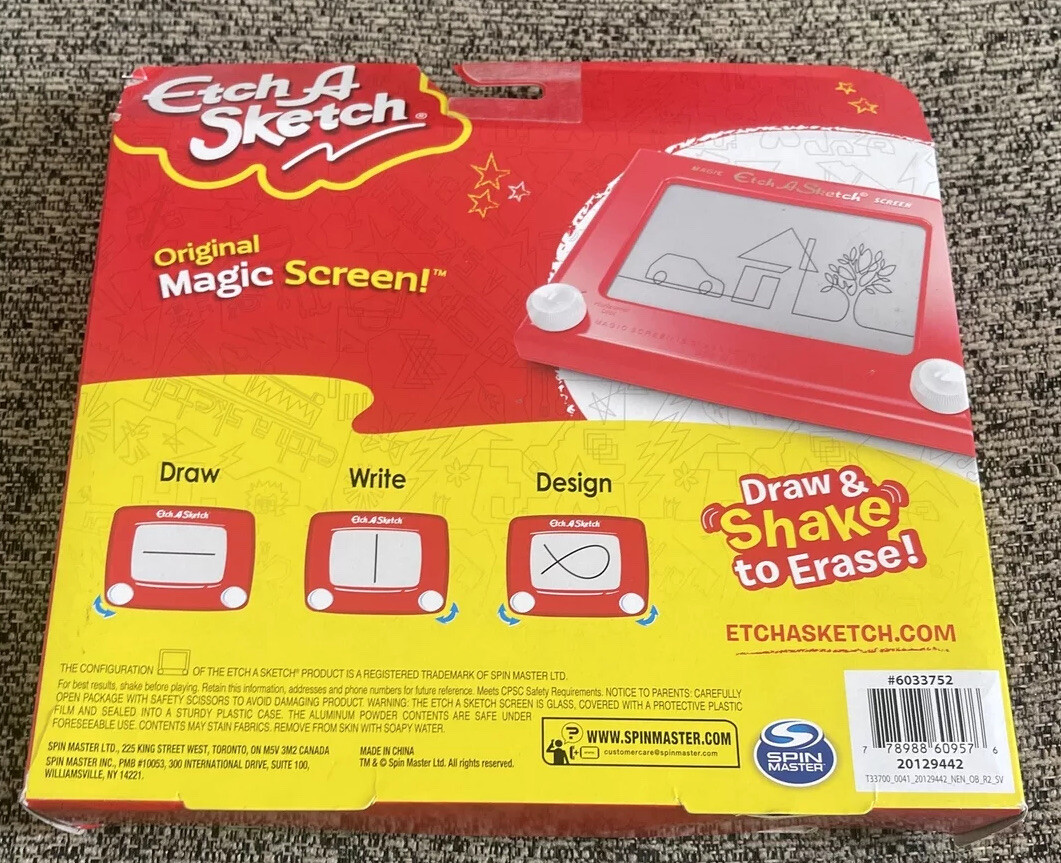 Etch A
Sketch®
MAGIC Etch A Sketch® SCREEN
Original
Magic Screen!™
MAGIC SCREEN
Draw
Write
Design
Etch A Sketch
Etch A Sketch
Etch A Sketch
Draw &
Shake
to Erase!
ETCHASKETCH.COM
THE CONFIGURATION OF THE ETCH A SKETCH® PRODUCT IS A REGISTERED TRADEMARK OF SPIN MASTER LTD.
For best results, shake before playing. Retain this information, addresses and phone numbers for future reference. Meets CPSC Safety Requirements. NOTICE TO PARENTS: CAREFULLY
OPEN PACKAGE WITH SAFETY SCISSORS TO AVOID DAMAGING PRODUCT WARNING: THE ETCH A SKETCH SCREEN IS GLASS, COVERED WITH A PROTECTIVE PLASTIC
FILM AND SEALED INTO A STURDY PLASTIC CASE. THE ALUMINUM POWDER CONTENTS ARE SAFE UNDER
FORESEEABLE USE. CONTENTS MAY STAIN FABRICS. REMOVE FROM SKIN WITH SOAPY WATER.
SPIN MASTER LTD., 225 KING STREET WEST, TORONTO, ON M5V 3M2 CANADA
SPIN MASTER INC., PMB #10053, 300 INTERNATIONAL DRIVE, SUITE 100,
WILLIAMSVILLE, NY 14221.
MADE IN CHINA
TM & © Spin Master Ltd. All rights reserved.
? WWW.SPINMASTER.COM
customercare@spinmaster.com
SPIN
MASTER™
#6033752
7 78988 60957 6
20129442
T33700_0041_20129442_NEN_OB_R2_SV